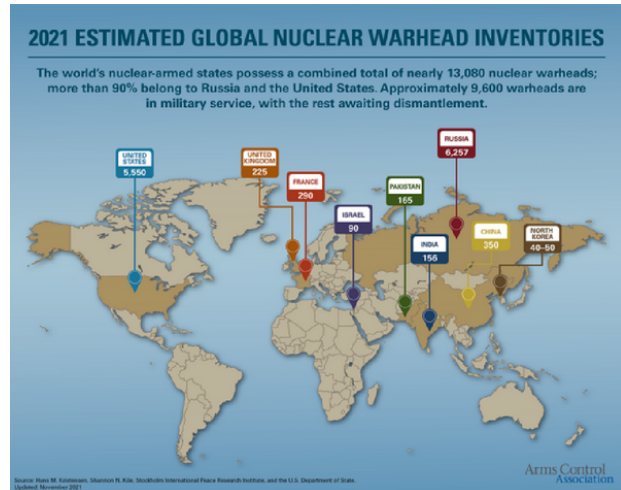 2021 ESTIMATED GLOBAL NUCLEAR WARHEAD INVENTORIES
The world's nuclear-armed states possess a combined total of nearly 13,080 nuclear warheads;
more than 90% belong to Russia and the United States. Approximately 9,600 warheads are
in military service, with the rest awaiting dismantlement.
RUSSIA
6,257
UNITED
STATES
5,550
UNITED
KINGDOM
225
FRANCE
290
PAKISTAN
165
ISRAEL
90
INDIA
156
CHINA
350
NORTH
KOREA
40-50
Arms Control
Association
Source: Hans M. Kristensen, Shannon N. Kile, Stockholm International Peace Research Institute, and the U.S. Department of State.
Updated: November 2021